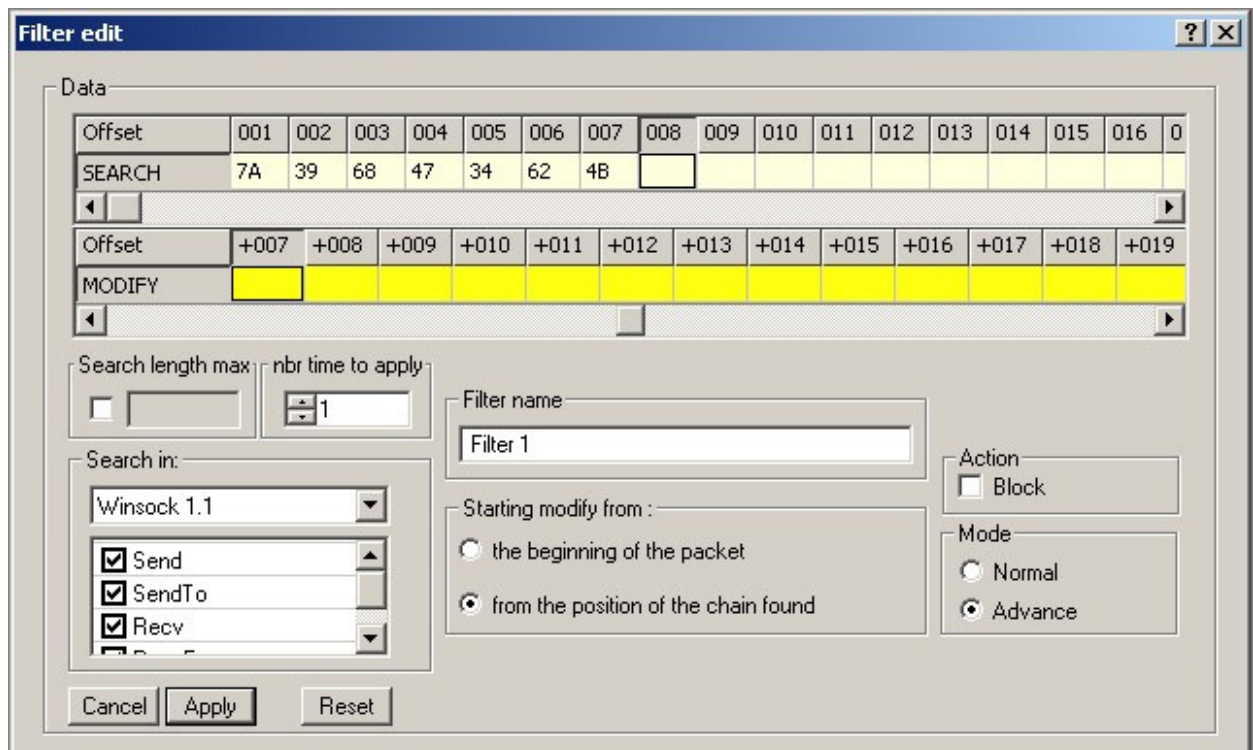 Filter edit
Data
Offset 001 002 003 004 005 006 007 008 009 010 011 012 013 014 015 016 0
SEARCH 7A 39 68 47 34 62 4B
Offset +007 +008 +009 +010 +011 +012 +013 +014 +015 +016 +017 +018 +019
MODIFY
Search length max
nbr time to apply
1
Filter name
Filter 1
Search in:
Winsock 1.1
Send
SendTo
Recv
Starting modify from :
the beginning of the packet
from the position of the chain found
Action
Block
Mode
Normal
Advance
Cancel Apply Reset